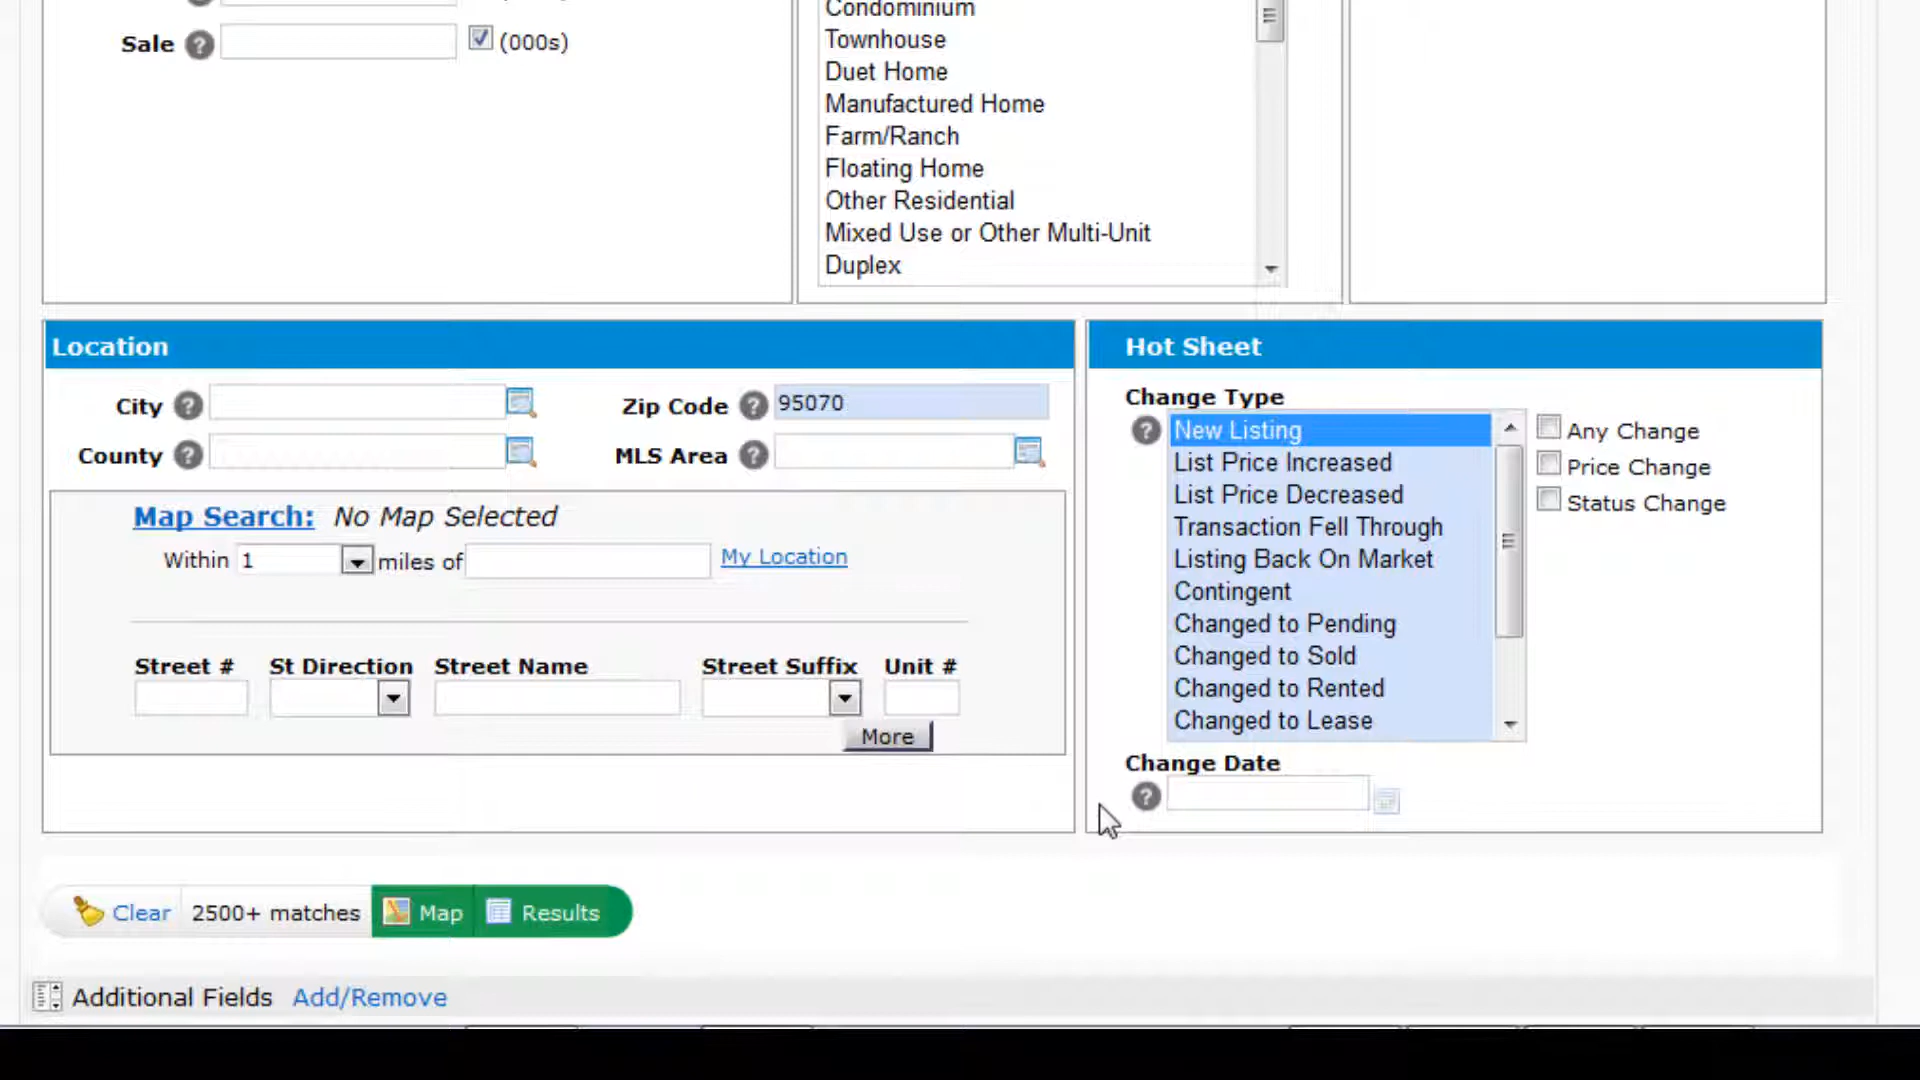 Sale
(000s)
Condominium
Townhouse
Duet Home
Manufactured Home
Farm/Ranch
Floating Home
Other Residential
Mixed Use or Other Multi-Unit
Duplex
Location
City ?
Zip Code ? 95070
County ?
MLS Area ?
Map Search: No Map Selected
Within 1 miles of My Location
Street # St Direction Street Name Street Suffix Unit #
More
Hot Sheet
Change Type
? New Listing
List Price Increased
List Price Decreased
Transaction Fell Through
Listing Back On Market
Contingent
Changed to Pending
Changed to Sold
Changed to Rented
Changed to Lease
Any Change
Price Change
Status Change
Change Date
?
Clear 2500+ matches Map Results
Additional Fields Add/Remove